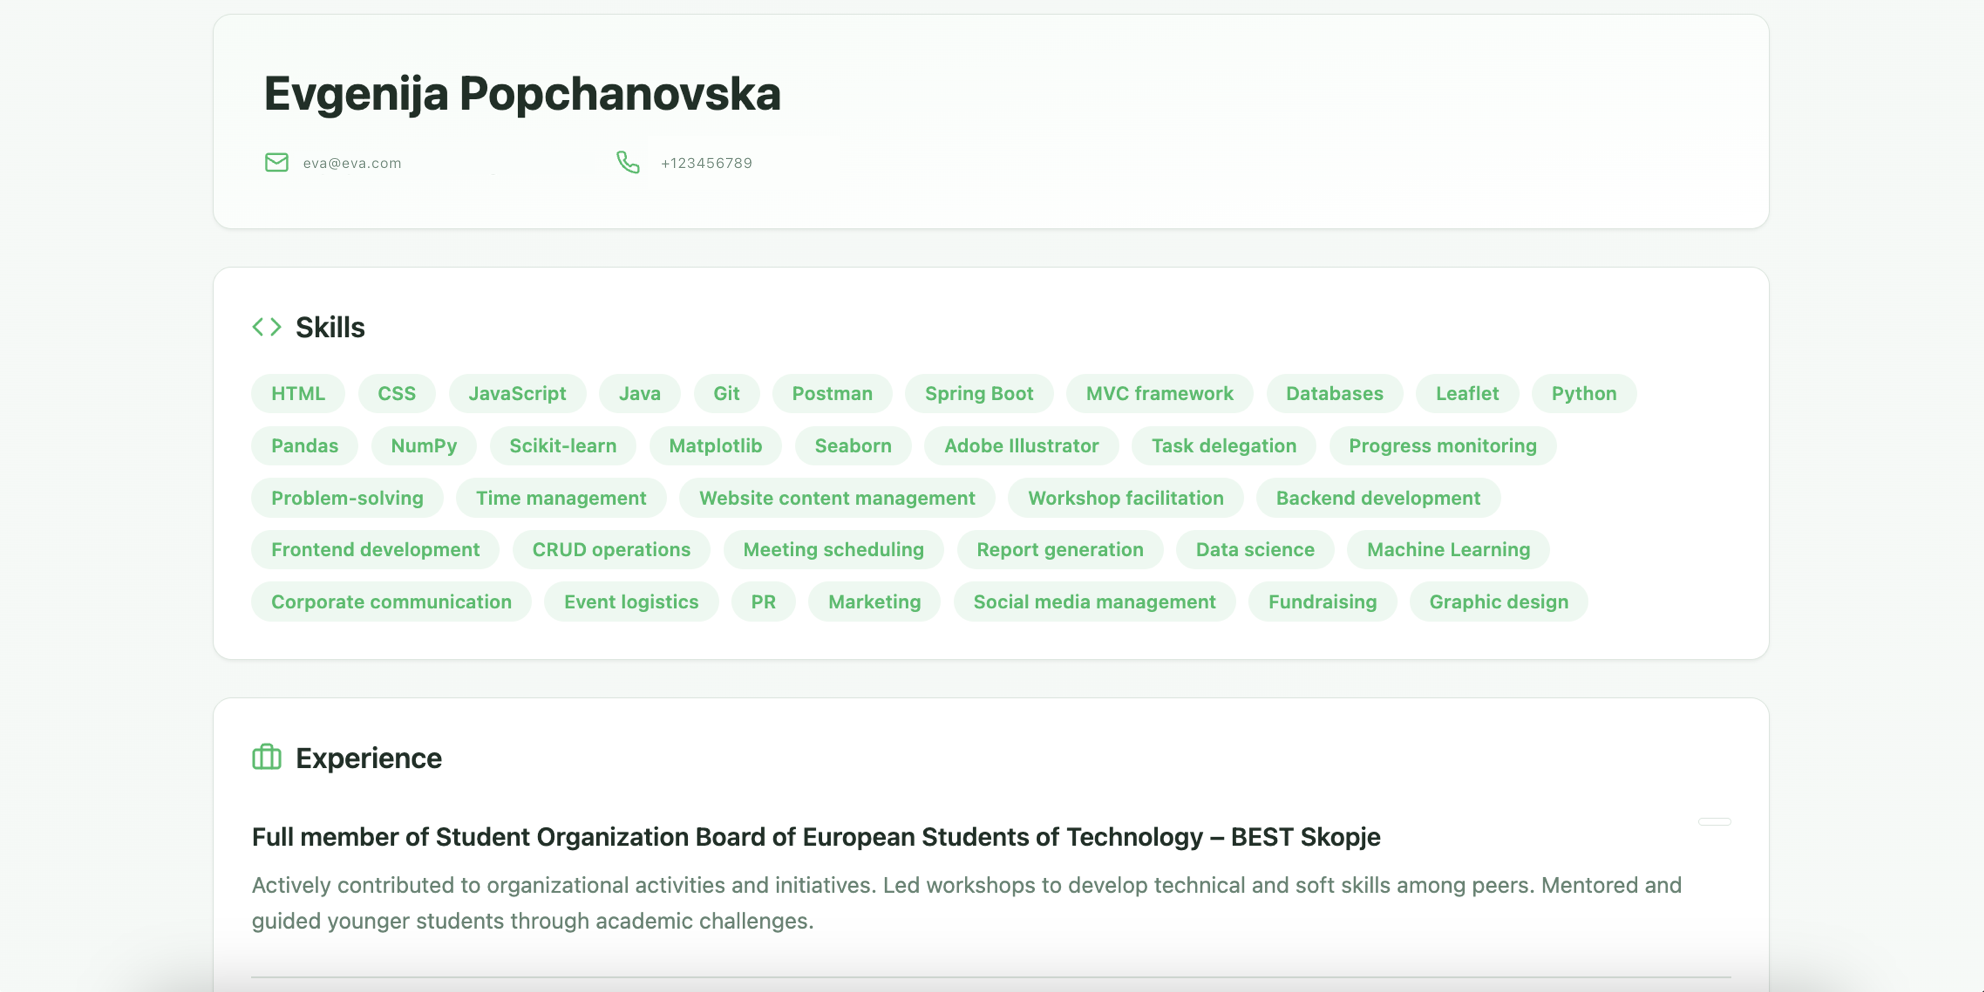 Evgenija Popchanovska
eva@eva.com +123456789
Skills
HTML CSS JavaScript Java Git Postman Spring Boot MVC framework Databases Leaflet Python
Pandas NumPy Scikit-learn Matplotlib Seaborn Adobe Illustrator Task delegation Progress monitoring
Problem-solving Time management Website content management Workshop facilitation Backend development
Frontend development CRUD operations Meeting scheduling Report generation Data science Machine Learning
Corporate communication Event logistics PR Marketing Social media management Fundraising Graphic design
Experience
Full member of Student Organization Board of European Students of Technology – BEST Skopje
Actively contributed to organizational activities and initiatives. Led workshops to develop technical and soft skills among peers. Mentored and
guided younger students through academic challenges.